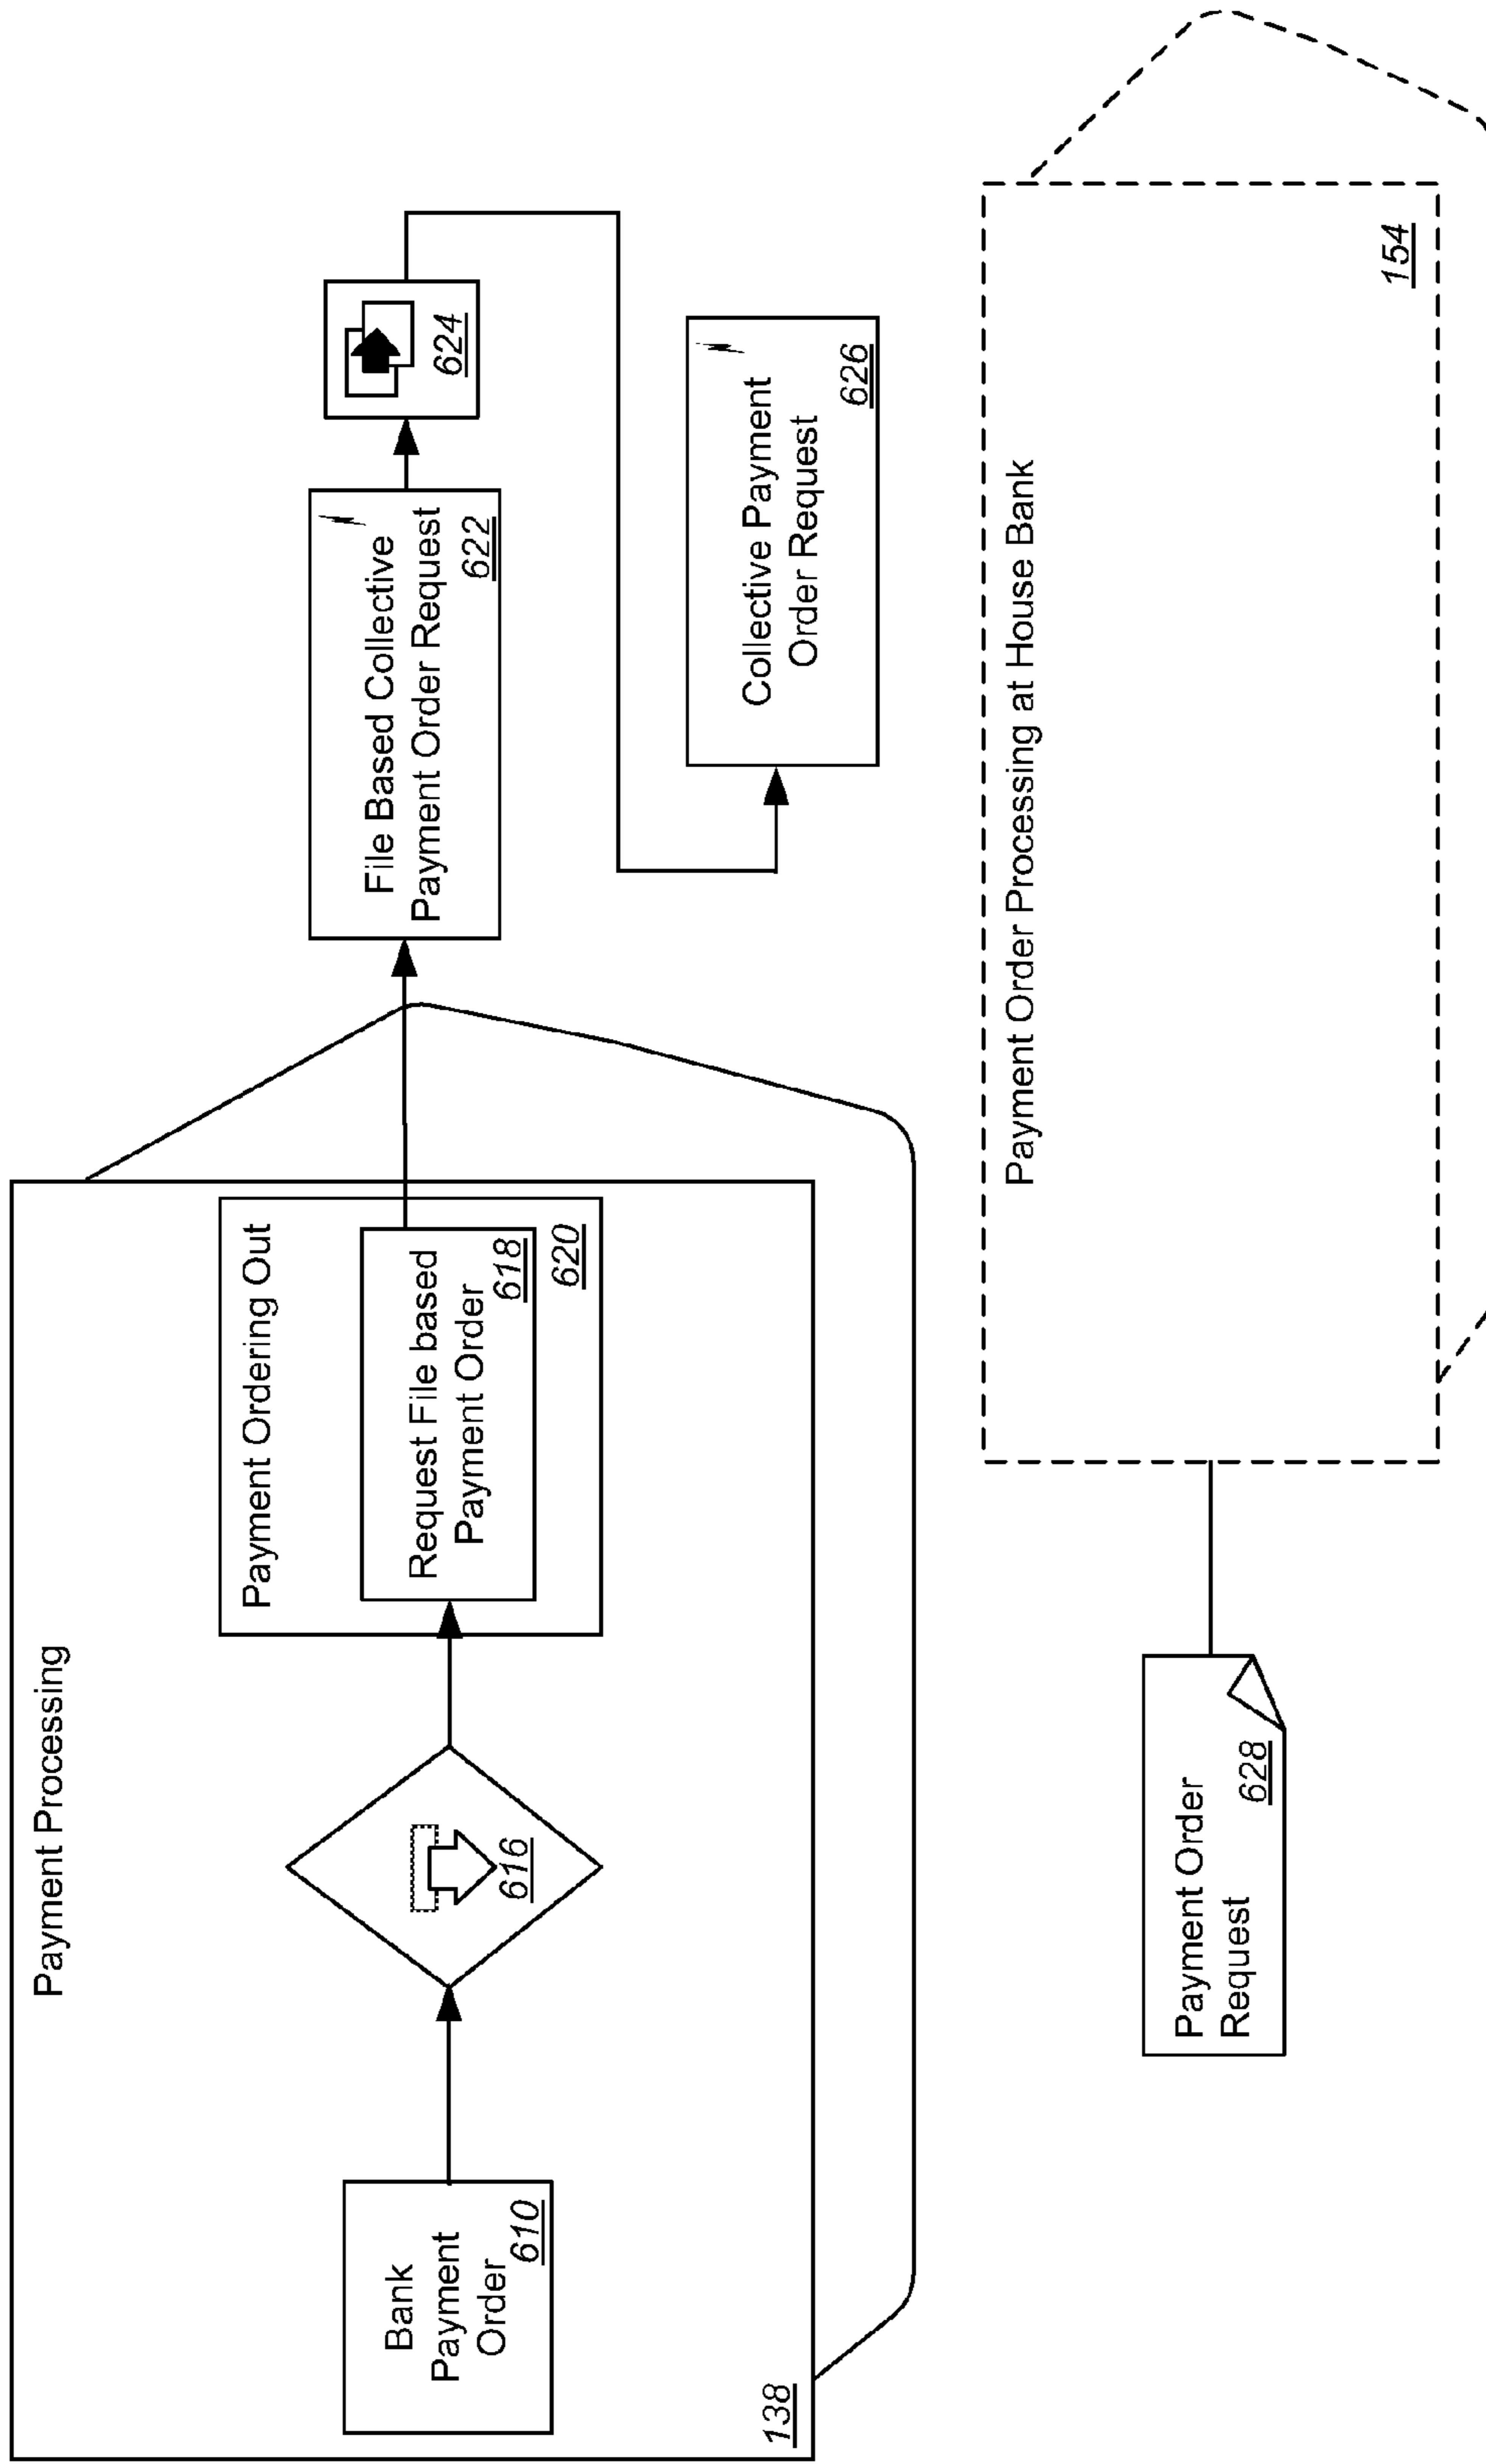 Payment Processing
Bank
Payment
Order
610
616
Payment Ordering Out
Request File based
Payment Order
618
620
138
File Based Collective
Payment Order Request
622
624
Collective Payment
Order Request
626
Payment Order
Request
628
Payment Order Processing at House Bank
154